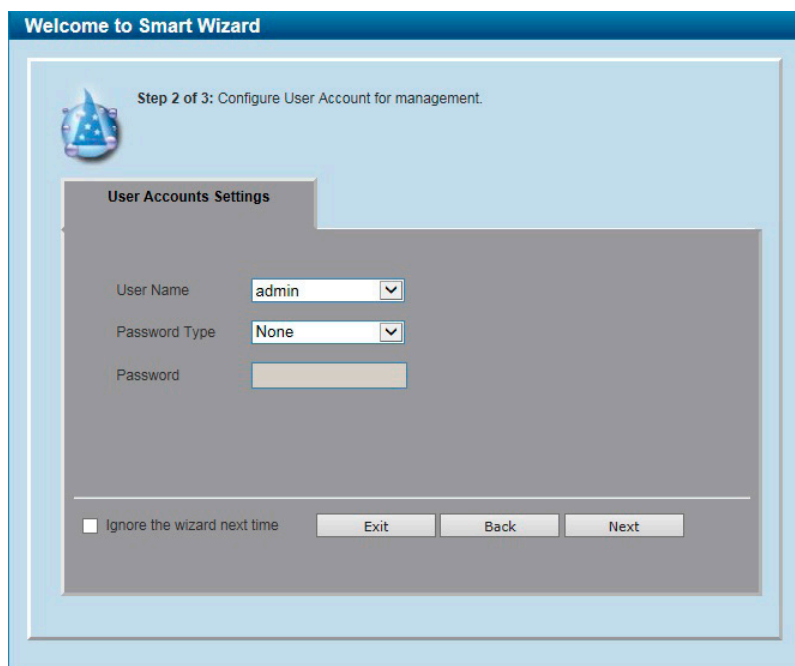 Welcome to Smart Wizard
Step 2 of 3: Configure User Account for management.
User Accounts Settings
User Name admin
Password Type None
Password
Ignore the wizard next time Exit Back Next